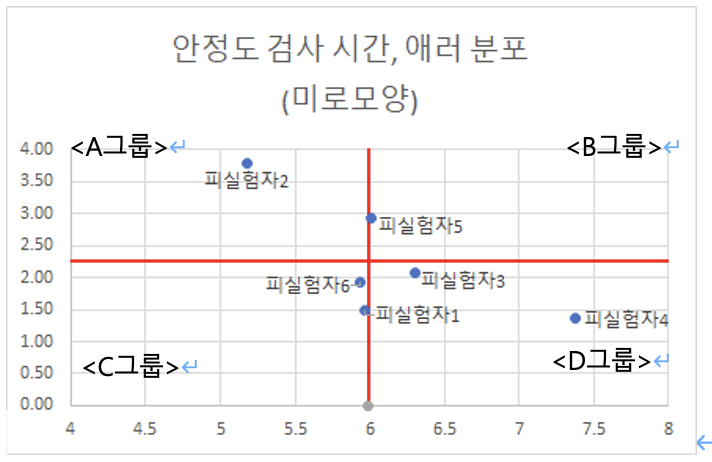 안정도 검사 시간, 애러 분포
(미로모양)
<A그룹>↵
<B그룹>↵
4.00
3.50
3.00
2.50
2.00
1.50
1.00
0.50
0.00
피실험자2
피실험자5
피실험자6
피실험자3
피실험자1
피실험자4
<C그룹>↵
<D그룹>↵
4 4.5 5 5.5 6 6.5 7 7.5 8
↵